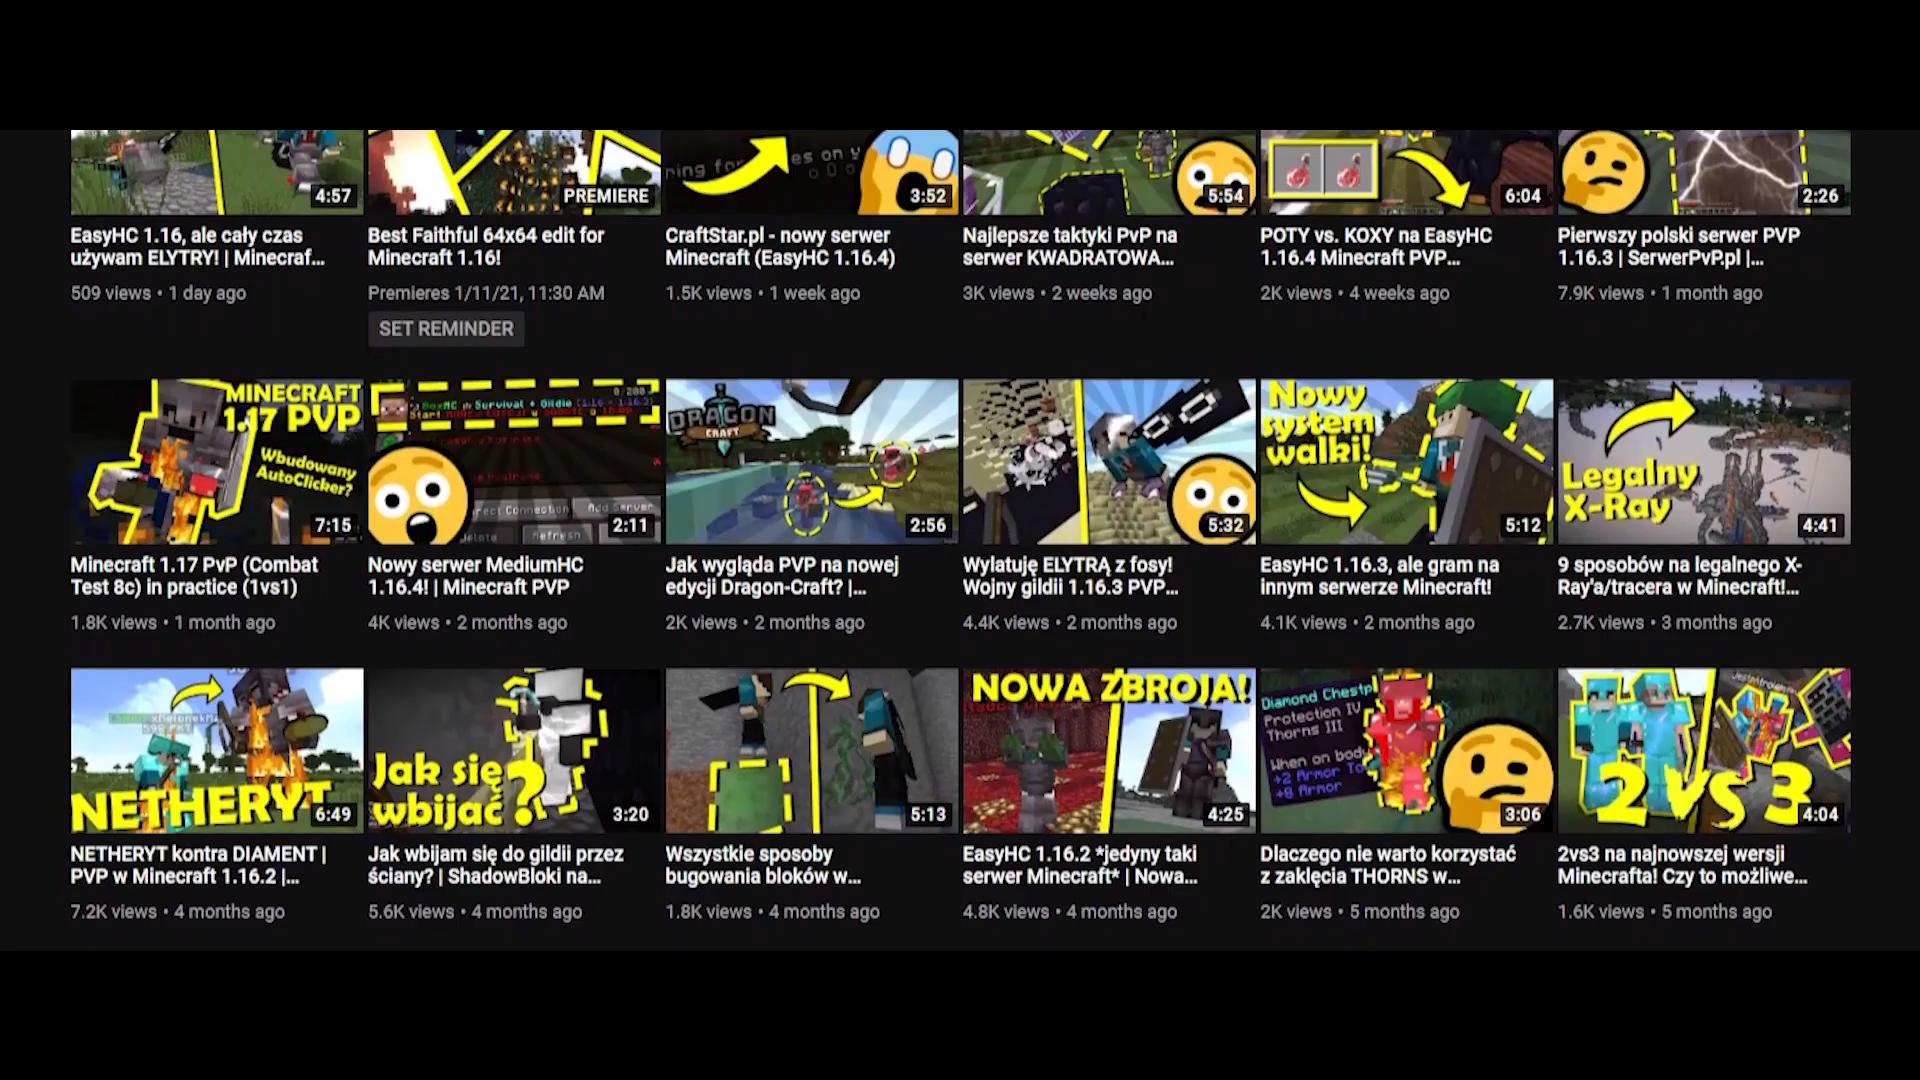 ring for
es on y
4:57
PREMIERE
3:52
5:54
6:04
2:26
EasyHC 1.16, ale cały czas
używam ELYTRY! | Minecraf...
Best Faithful 64x64 edit for
Minecraft 1.16!
CraftStar.pl - nowy serwer
Minecraft (EasyHC 1.16.4)
Najlepsze taktyki PvP na
serwer KWADRATOWA...
POTY vs. KOXY na EasyHC
1.16.4 Minecraft PVP...
Pierwszy polski serwer PVP
1.16.3 | SerwerPvP.pl |...
509 views • 1 day ago
Premieres 1/11/21, 11:30 AM
1.5K views • 1 week ago
3K views • 2 weeks ago
2K views • 4 weeks ago
7.9K views • 1 month ago
SET REMINDER
MINECRAFT
1.17 PVP
Wbudowany
AutoClicker?
7:15
0/200
Survival + Gildie
rect Connection
Add Server
Refresh
2:11
DRAGON
CRAFT
2:56
5:32
Nowy
system
walki!
5:12
Legalny
X-Ray
4:41
Minecraft 1.17 PvP (Combat
Test 8c) in practice (1vs1)
Nowy serwer MediumHC
1.16.4! | Minecraft PVP
Jak wygląda PVP na nowej
edycji Dragon-Craft? |...
Wylatuję ELYTRĄ z fosy!
Wojny gildii 1.16.3 PVP...
EasyHC 1.16.3, ale gram na
innym serwerze Minecraft!
9 sposobów na legalnego X-
Ray'a/tracera w Minecraft!...
1.8K views • 1 month ago
4K views • 2 months ago
2K views • 2 months ago
4.4K views • 2 months ago
4.1K views • 2 months ago
2.7K views • 3 months ago
NETHERYT
6:49
Jak się
wbijać?
3:20
5:13
NOWA ZBROJA!
4:25
Diamond Chestp
Protection IV
Thorns III
When on body
+2 Armor To
+8 Armor
3:06
2 VS 3
4:04
NETHERYT kontra DIAMENT |
PVP w Minecraft 1.16.2 |...
Jak wbijam się do gildii przez
ściany? | ShadowBloki na...
Wszystkie sposoby
bugowania bloków w...
EasyHC 1.16.2 *jedyny taki
serwer Minecraft* | Nowa...
Dlaczego nie warto korzystać
z zaklęcia THORNS w...
2vs3 na najnowszej wersji
Minecrafta! Czy to możliwe...
7.2K views • 4 months ago
5.6K views • 4 months ago
1.8K views • 4 months ago
4.8K views • 4 months ago
2K views • 5 months ago
1.6K views • 5 months ago